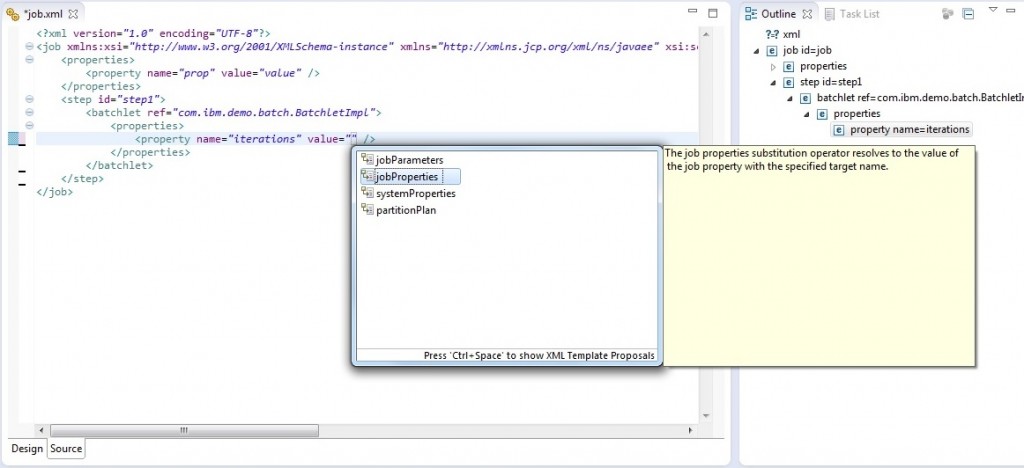 *job.xml
<?xml version="1.0" encoding="UTF-8"?>
<job xmlns:xsi="http://www.w3.org/2001/XMLSchema-instance" xmlns="http://xmlns.jcp.org/xml/ns/javaee" xsi:s
<properties>
<property name="prop" value="value" />
</properties>
<step id="step1">
<batchlet ref="com.ibm.demo.batch.BatchletImpl">
<properties>
<property name="iterations" value="" />
</properties>
</batchlet>
</step>
</job>
jobParameters
jobProperties
systemProperties
partitionPlan
Press 'Ctrl+Space' to show XML Template Proposals
The job properties substitution operator resolves to the value of
the job property with the specified target name.
Design Source
Outline Task List
?=? xml
e job id=job
e properties
e step id=step1
e batchlet ref=com.ibm.demo.batch.BatchletI
e properties
e property name=iterations